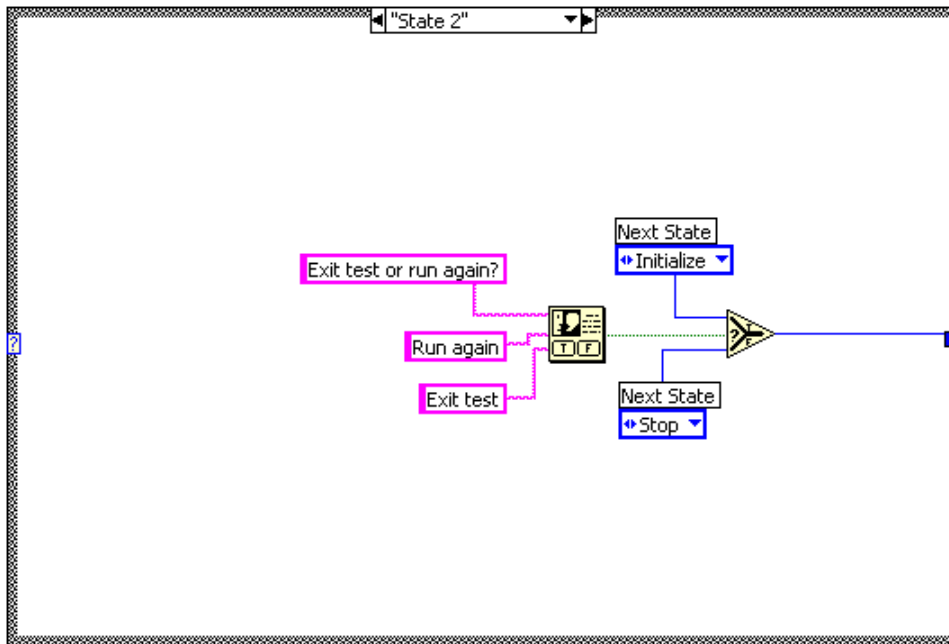 "State 2"
Next State
Initialize
Exit test or run again?
?
T
?
F
Run again
T F
Exit test
Next State
Stop